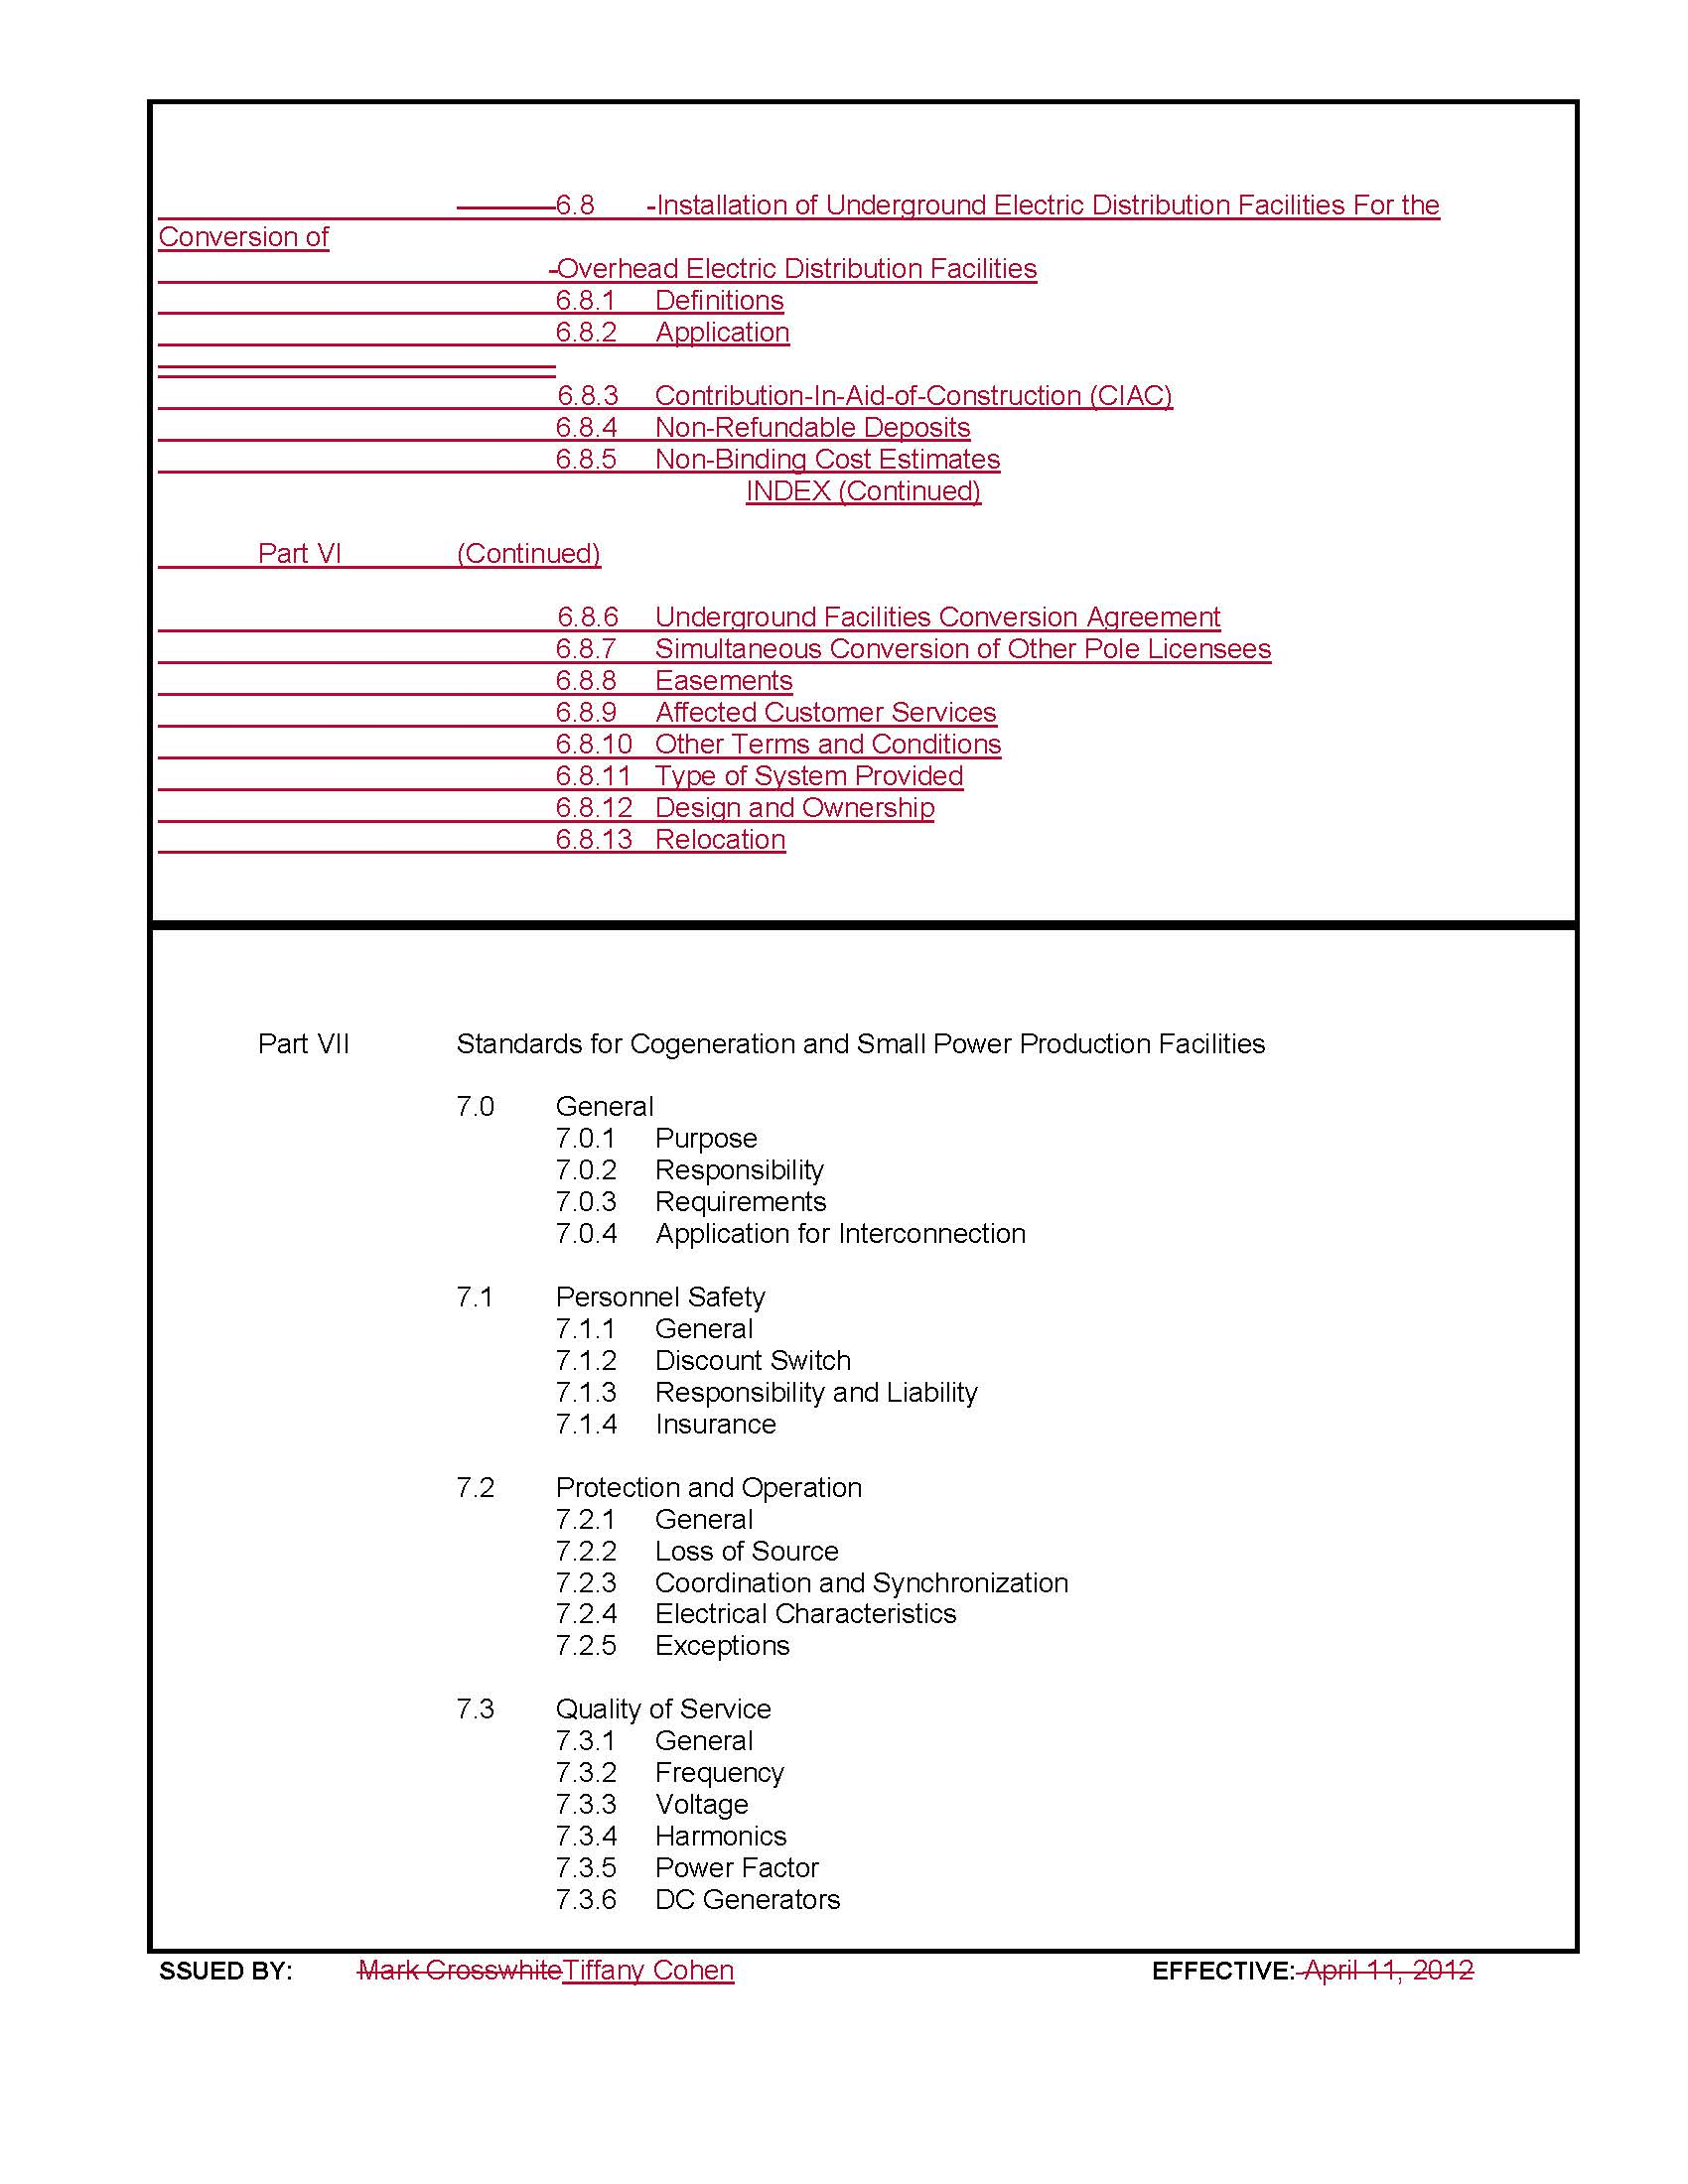 6.8 -Installation of Underground Electric Distribution Facilities For the
Conversion of
-Overhead Electric Distribution Facilities
6.8.1 Definitions
6.8.2 Application
6.8.3 Contribution-In-Aid-of-Construction (CIAC)
6.8.4 Non-Refundable Deposits
6.8.5 Non-Binding Cost Estimates
INDEX (Continued)
Part VI (Continued)
6.8.6 Underground Facilities Conversion Agreement
6.8.7 Simultaneous Conversion of Other Pole Licensees
6.8.8 Easements
6.8.9 Affected Customer Services
6.8.10 Other Terms and Conditions
6.8.11 Type of System Provided
6.8.12 Design and Ownership
6.8.13 Relocation
Part VII Standards for Cogeneration and Small Power Production Facilities
7.0 General
7.0.1 Purpose
7.0.2 Responsibility
7.0.3 Requirements
7.0.4 Application for Interconnection
7.1 Personnel Safety
7.1.1 General
7.1.2 Discount Switch
7.1.3 Responsibility and Liability
7.1.4 Insurance
7.2 Protection and Operation
7.2.1 General
7.2.2 Loss of Source
7.2.3 Coordination and Synchronization
7.2.4 Electrical Characteristics
7.2.5 Exceptions
7.3 Quality of Service
7.3.1 General
7.3.2 Frequency
7.3.3 Voltage
7.3.4 Harmonics
7.3.5 Power Factor
7.3.6 DC Generators
SSUED BY: Mark CrosswhiteTiffany Cohen EFFECTIVE: April 11, 2012